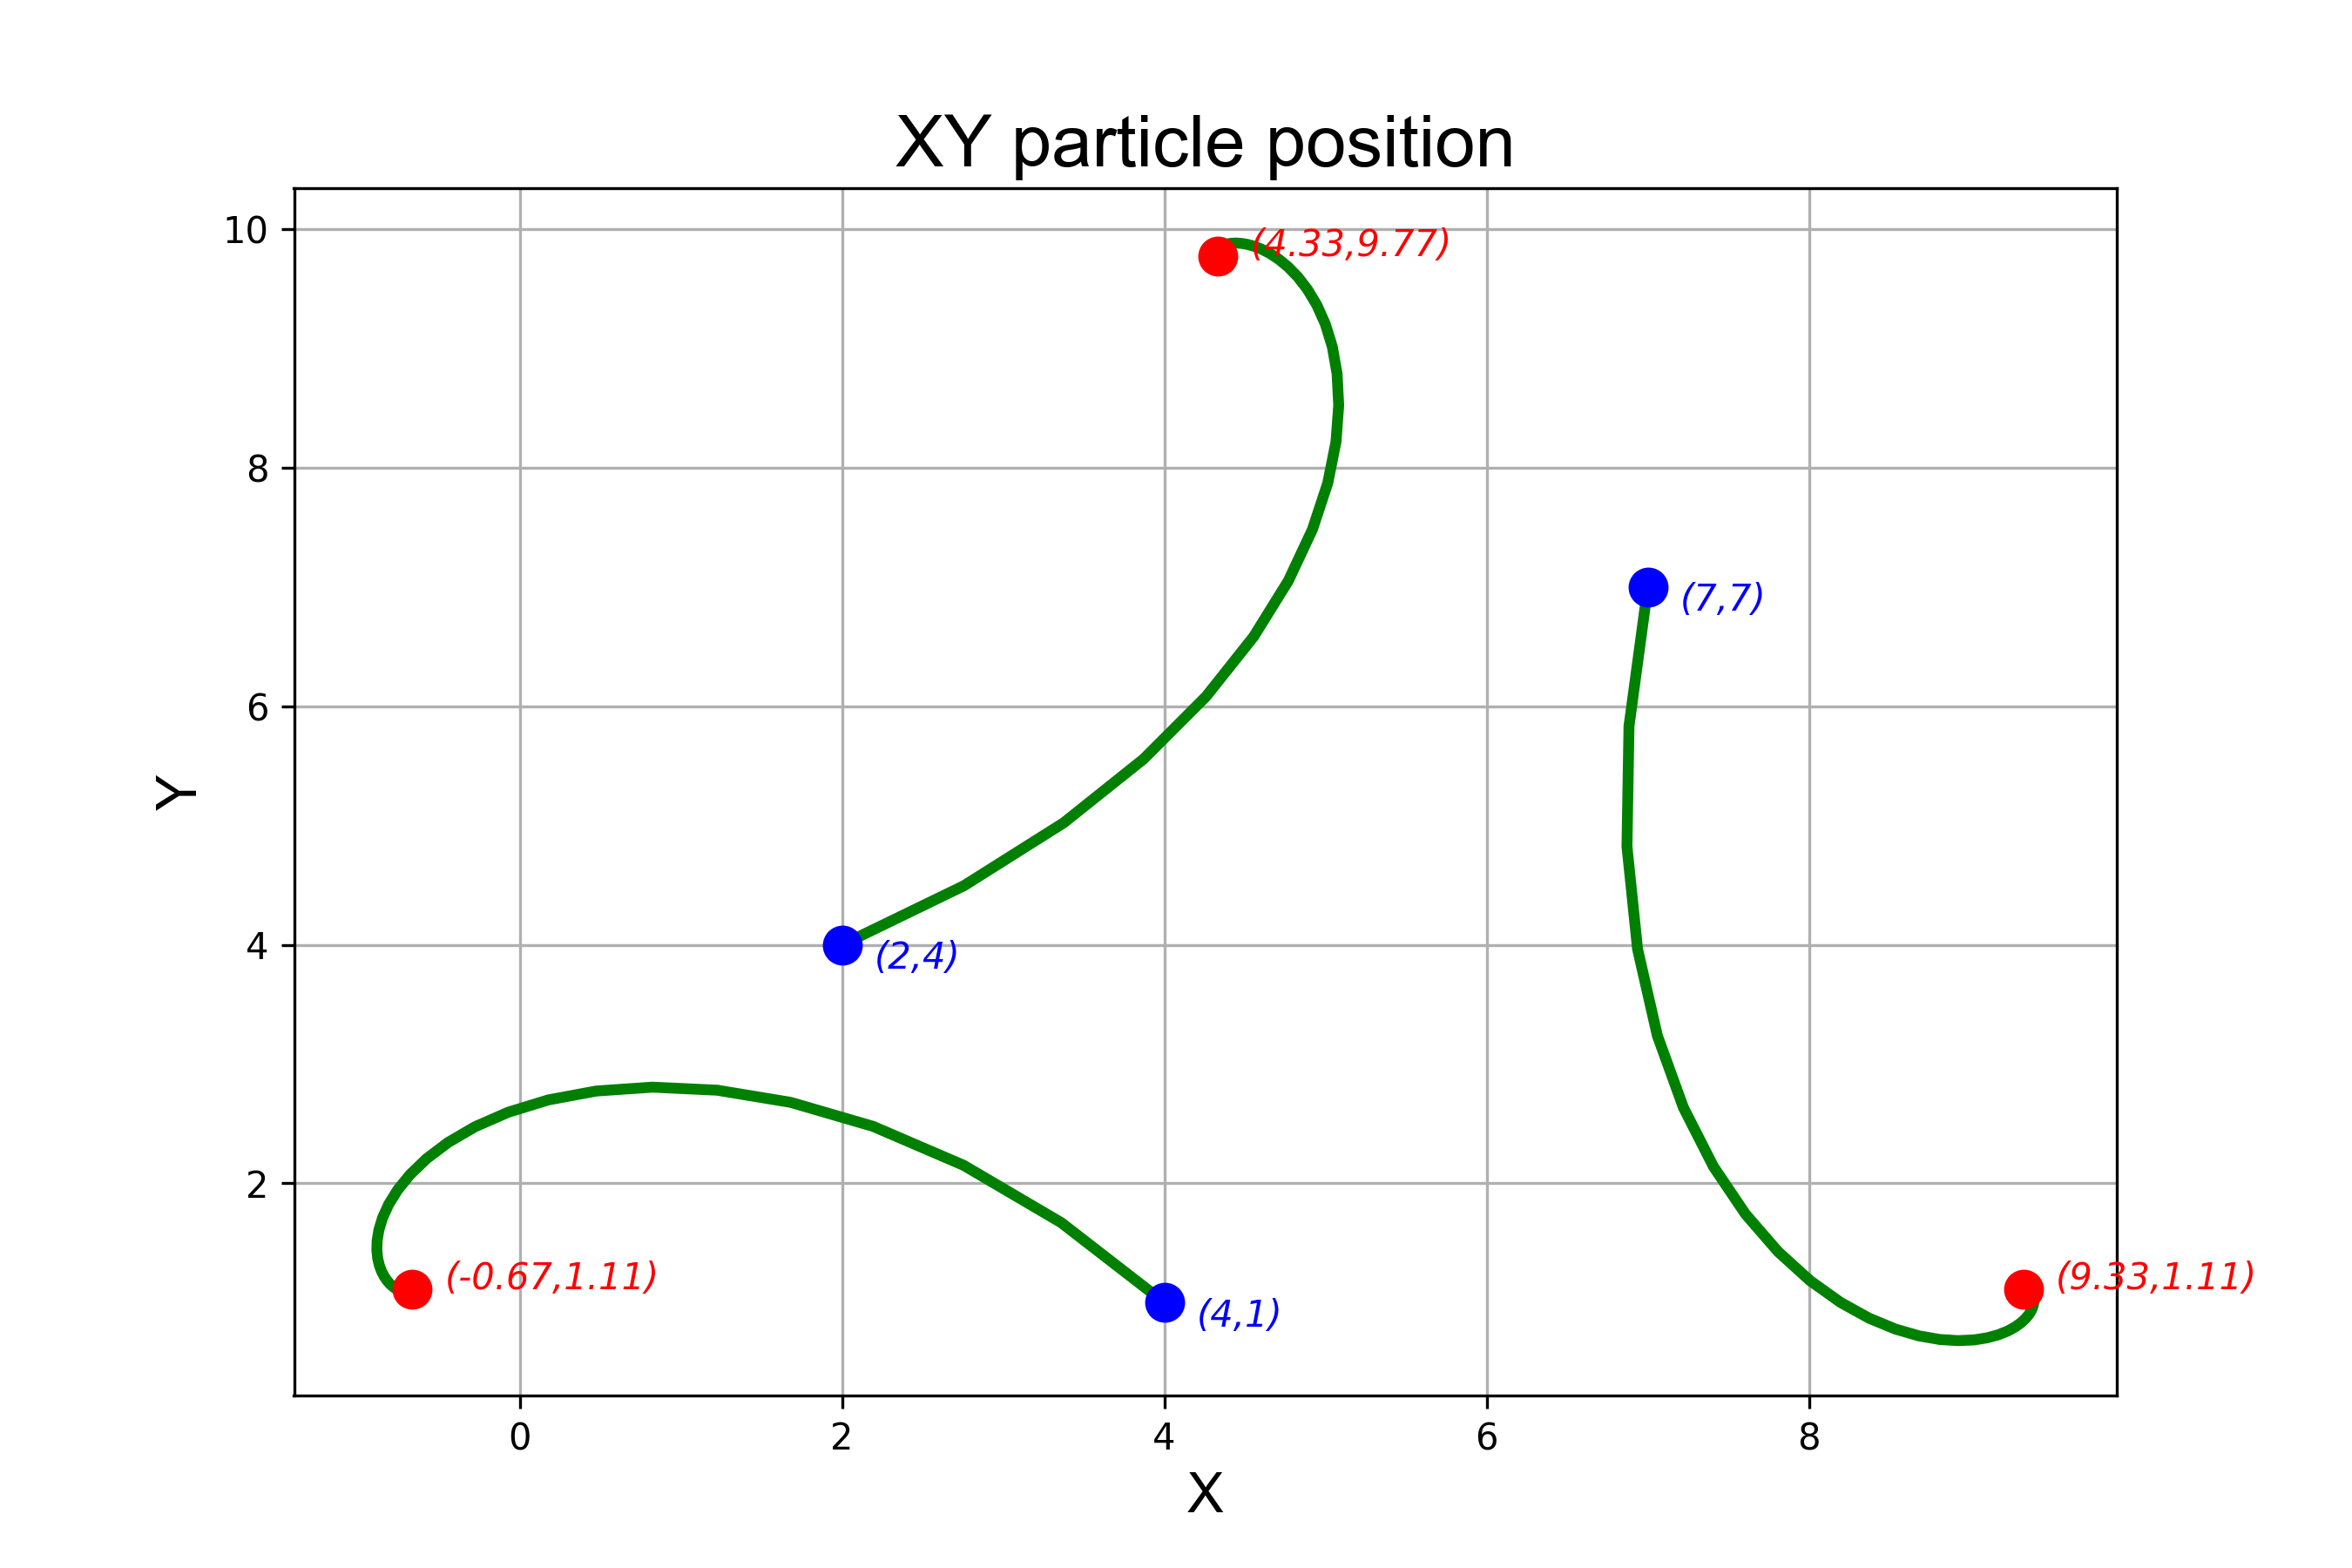 XY particle position
10
(4.33,9.77)
8
(7,7)
6
Y
4
(2,4)
2
(-0.67,1.11)
(9.33,1.11)
(4,1)
0 2 4 6 8
X